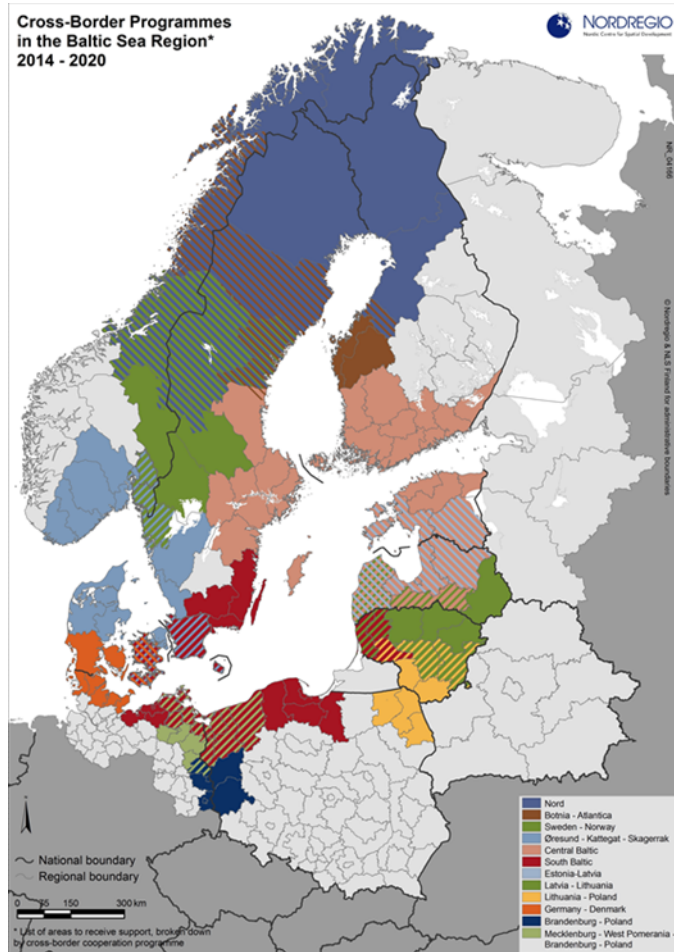 Cross-Border Programmes
in the Baltic Sea Region*
2014 - 2020
NORDREGIO
Nordic Centre for Spatial Development
NR_04166
© Nordregio & NLS Finland for administrative boundaries
Nord
Botnia - Atlantica
Sweden - Norway
Øresund - Kattegat - Skagerrak
Central Baltic
South Baltic
Estonia-Latvia
Latvia - Lithuania
Lithuania - Poland
Germany - Denmark
Brandenburg - Poland
Mecklenburg - West Pomerania -
Brandenburg - Poland
National boundary
Regional boundary
0 75 150 300 km
* List of areas to receive support, broken down
by cross-border cooperation programme